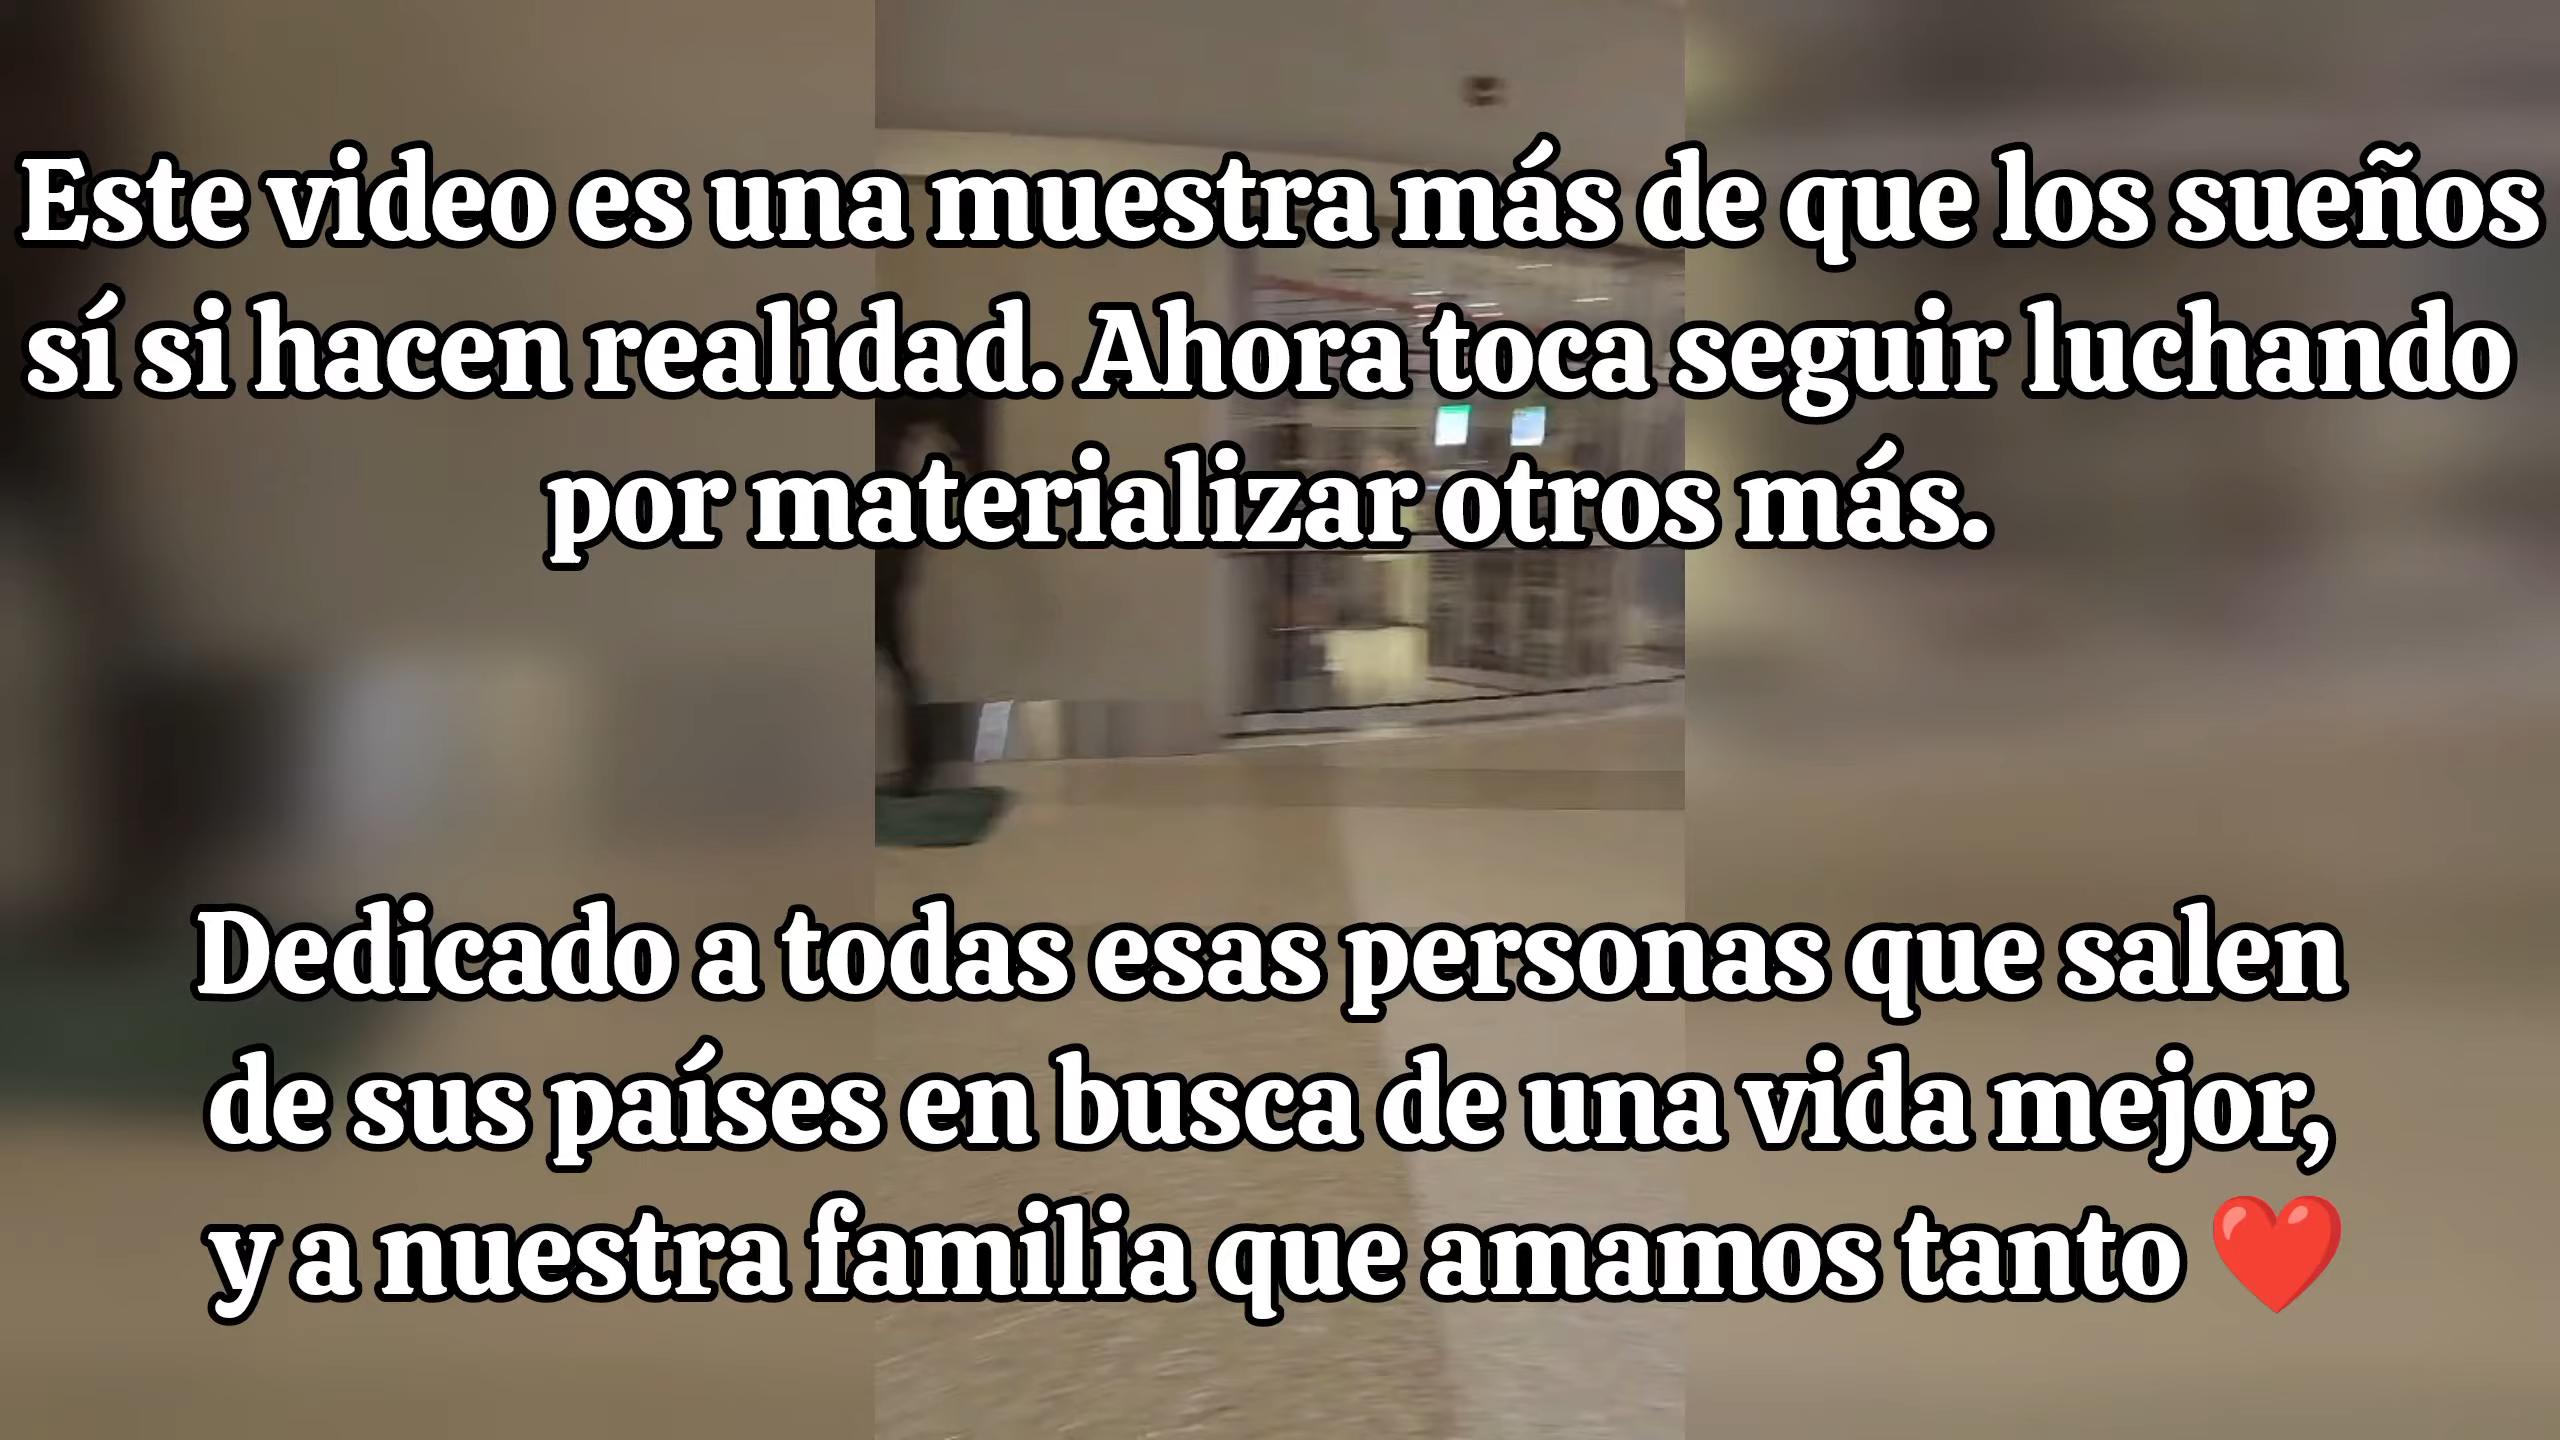 Este video es una muestra más de que los sueños
sí si hacen realidad. Ahora toca seguir luchando
por materializar otros más.
Dedicado a todas esas personas que salen
de sus países en busca de una vida mejor,
y a nuestra familia que amamos tanto ❤️